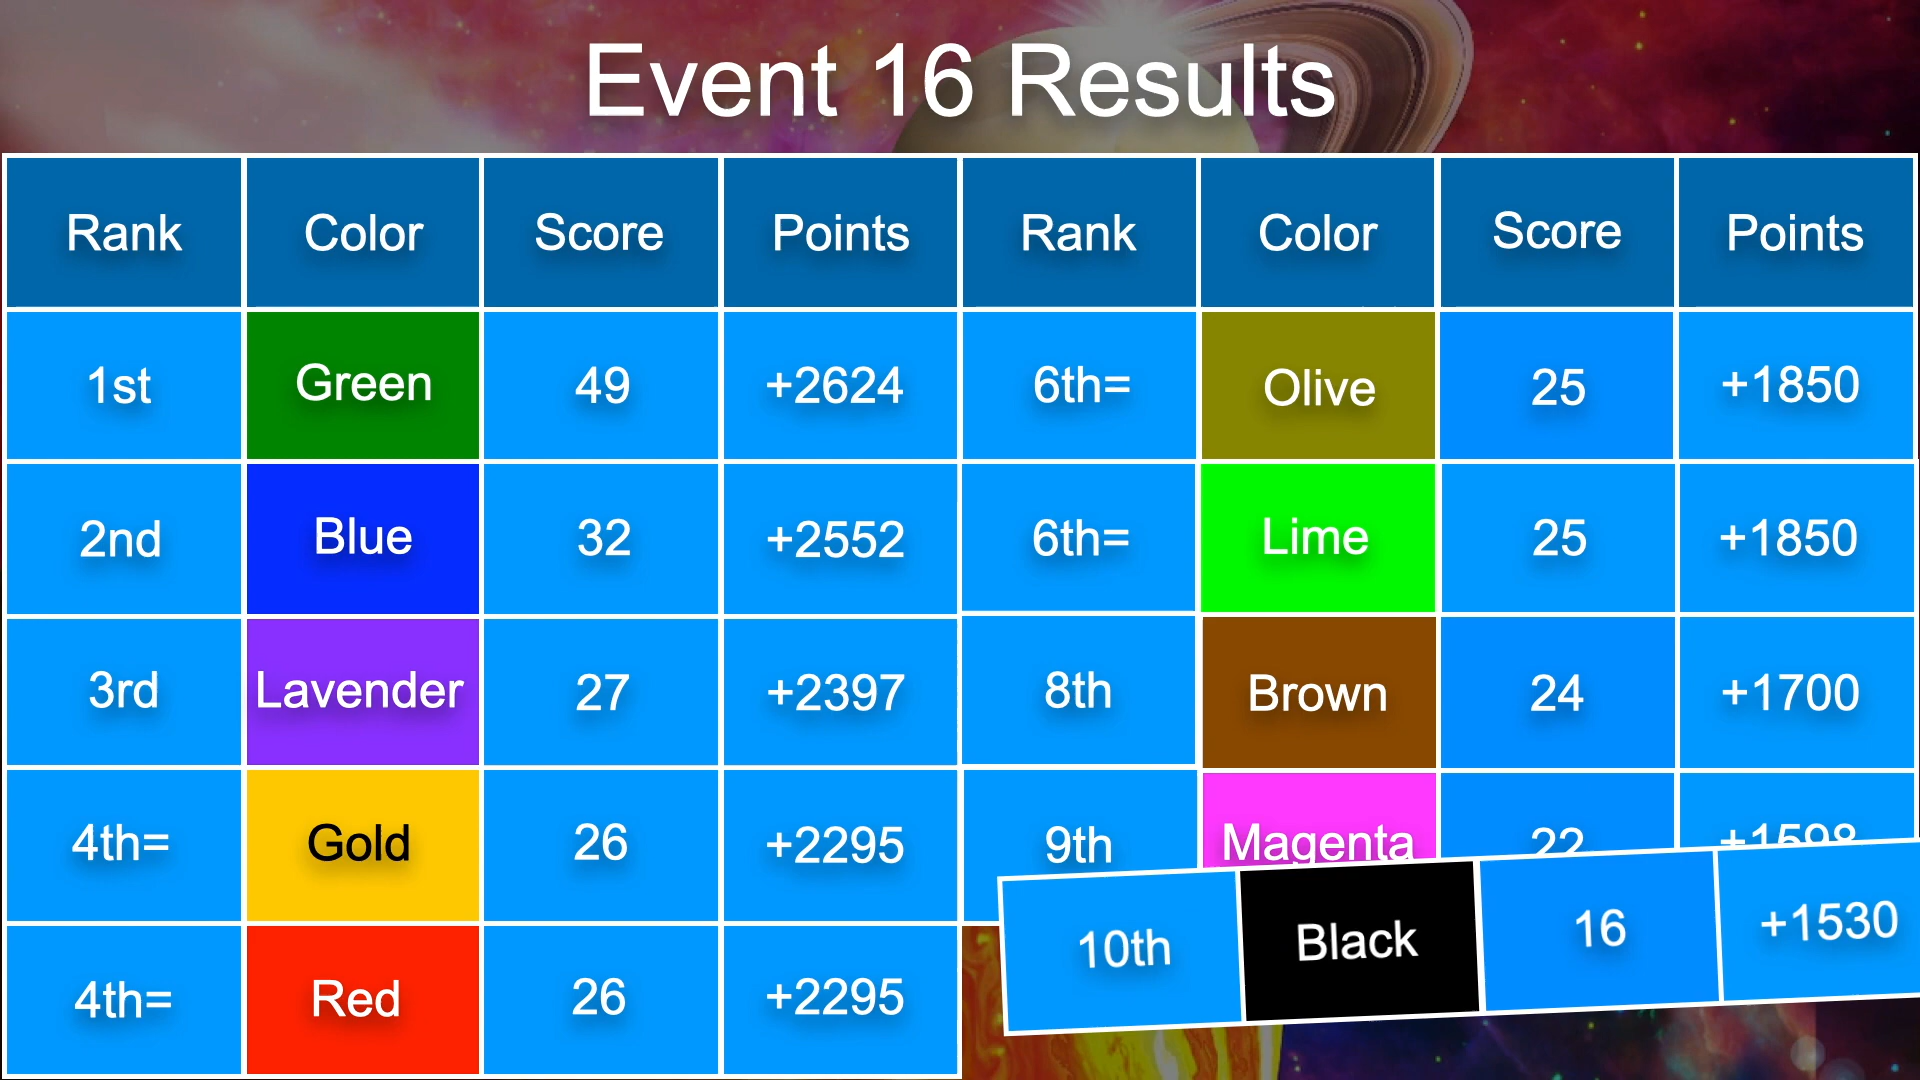 Event 16 Results
Rank Color Score Points Rank Color Score Points
1st Green 49 +2624 6th= Olive 25 +1850
2nd Blue 32 +2552 6th= Lime 25 +1850
3rd Lavender 27 +2397 8th Brown 24 +1700
4th= Gold 26 +2295 9th Magenta 22 +1598
4th= Red 26 +2295 10th Black 16 +1530